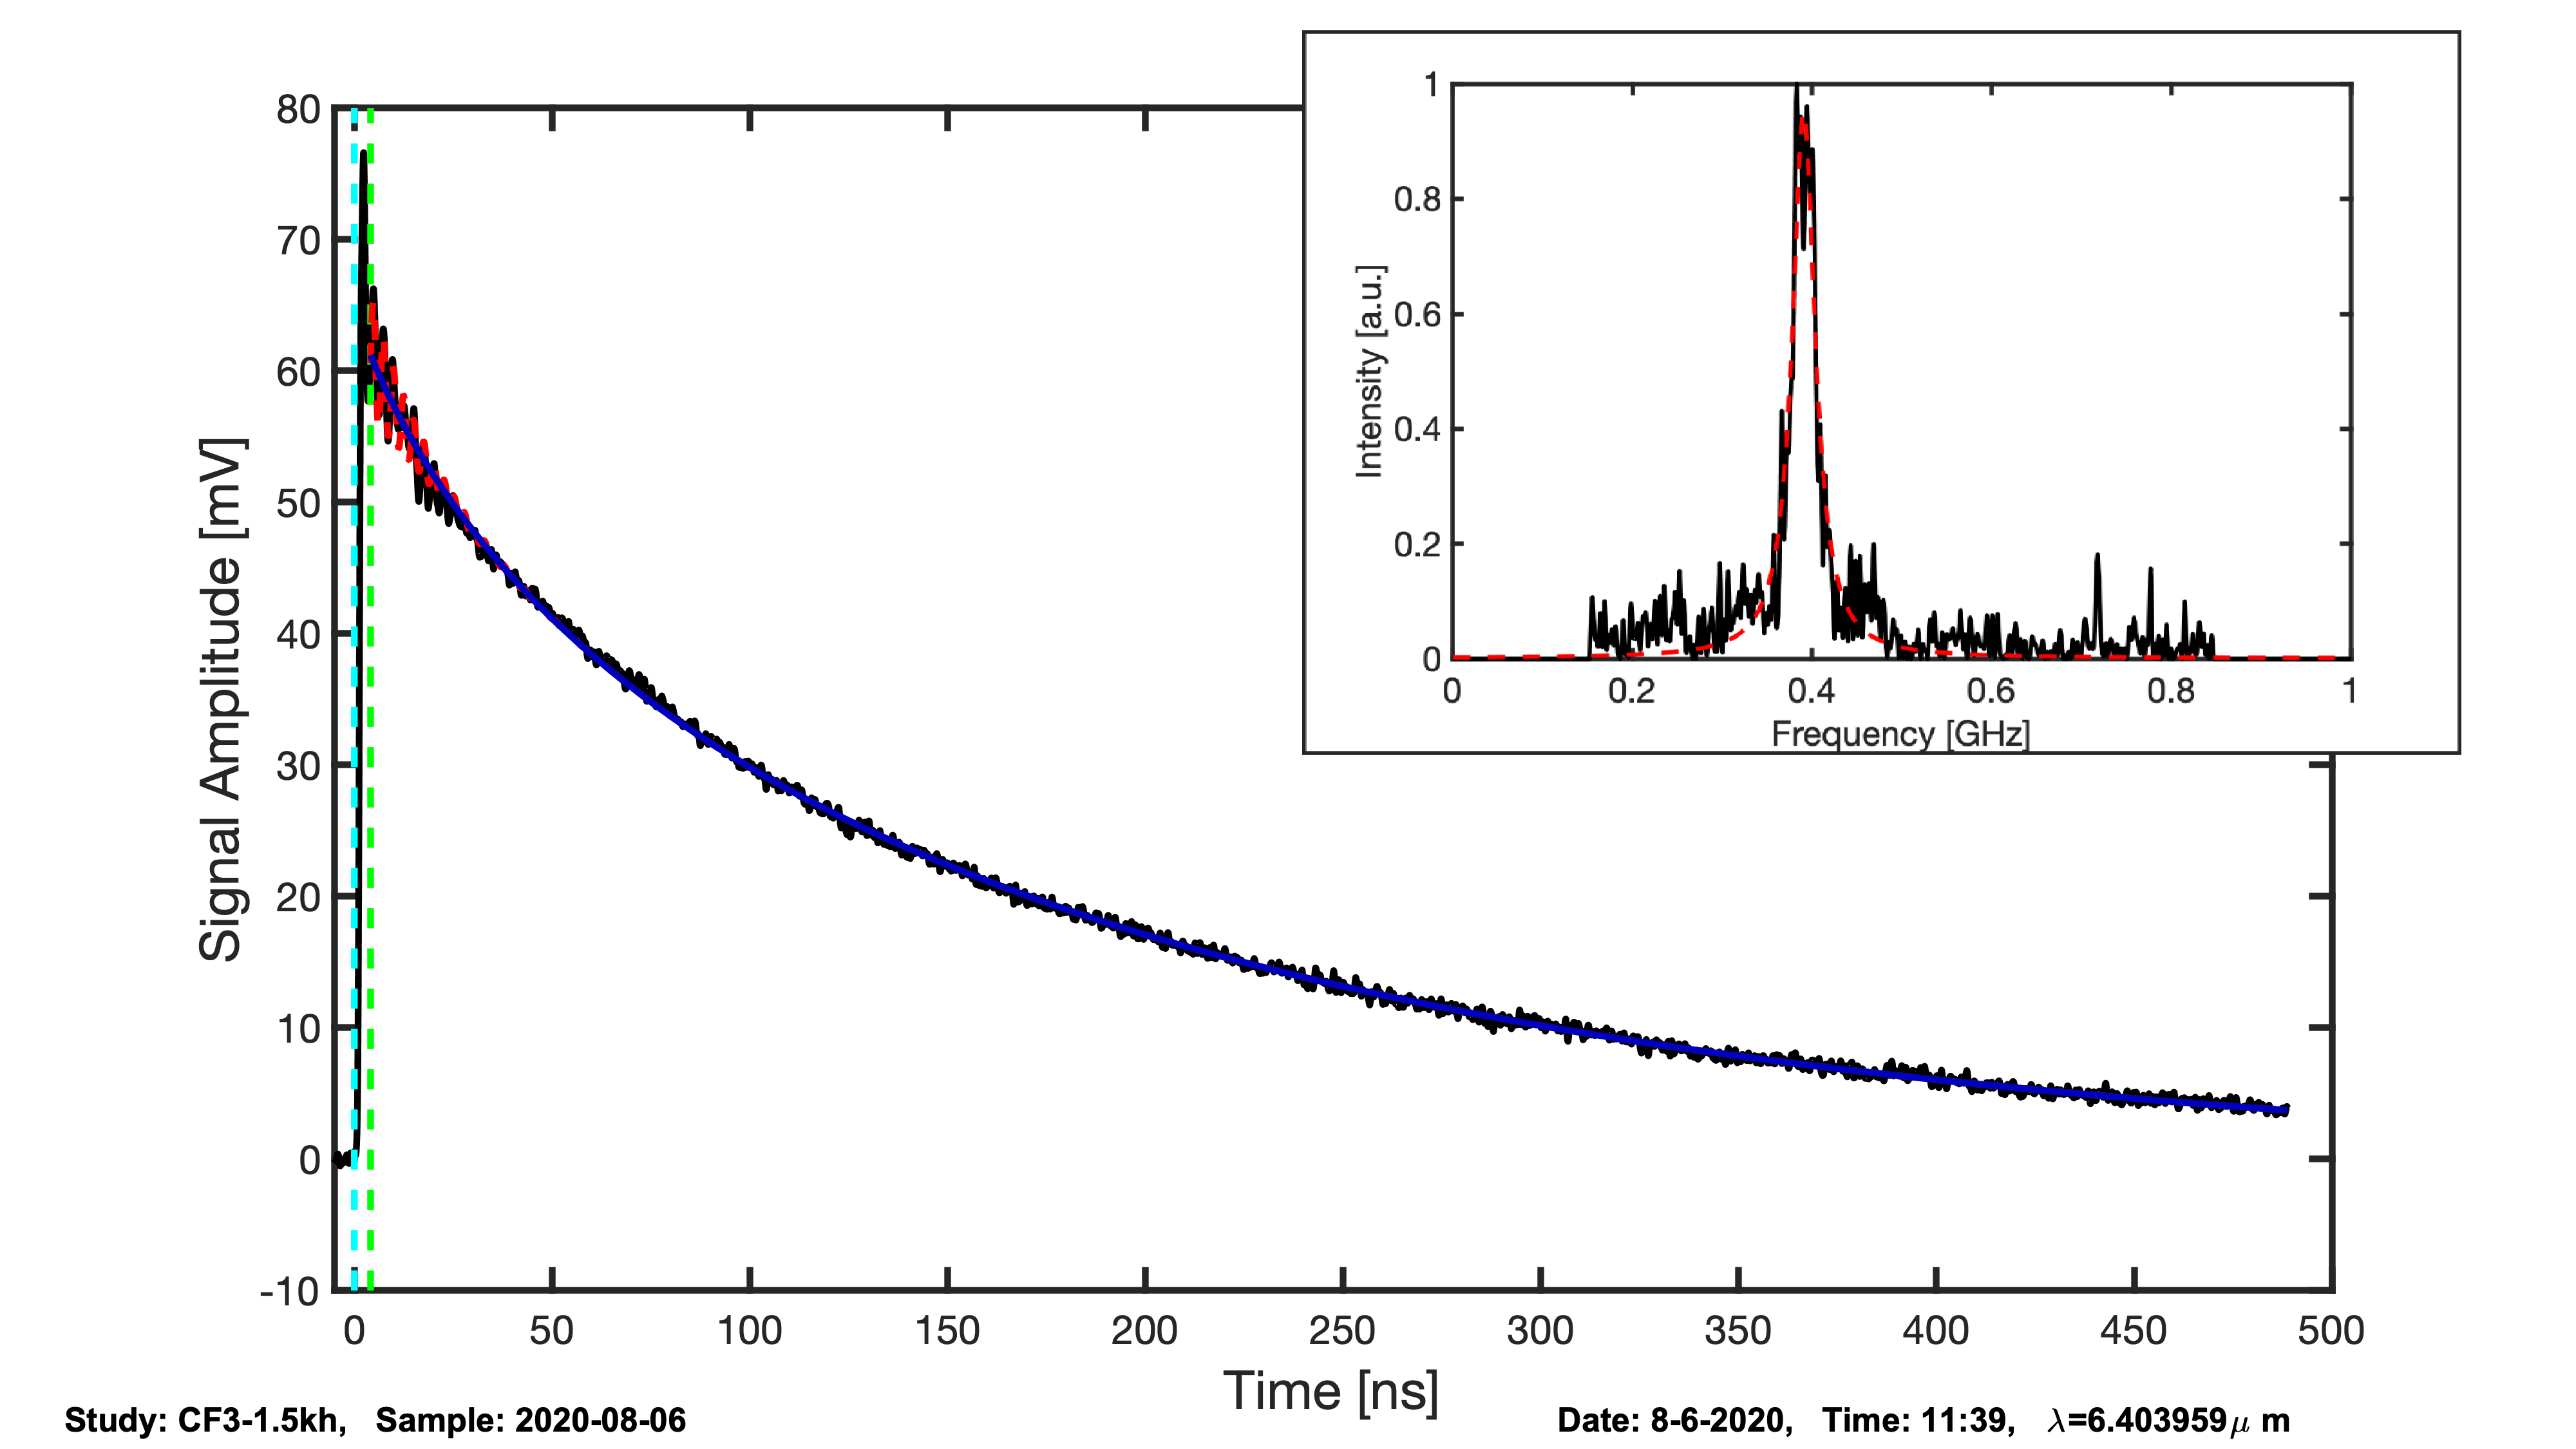 1
0.8
0.6
0.4
0.2
0
Intensity [a.u.]
0 0.2 0.4 0.6 0.8 1
Frequency [GHz]
80
70
60
50
40
30
20
10
0
-10
Signal Amplitude [mV]
0 50 100 150 200 250 300 350 400 450 500
Time [ns]
Study: CF3-1.5kh, Sample: 2020-08-06
Date: 8-6-2020, Time: 11:39, λ=6.403959μ m